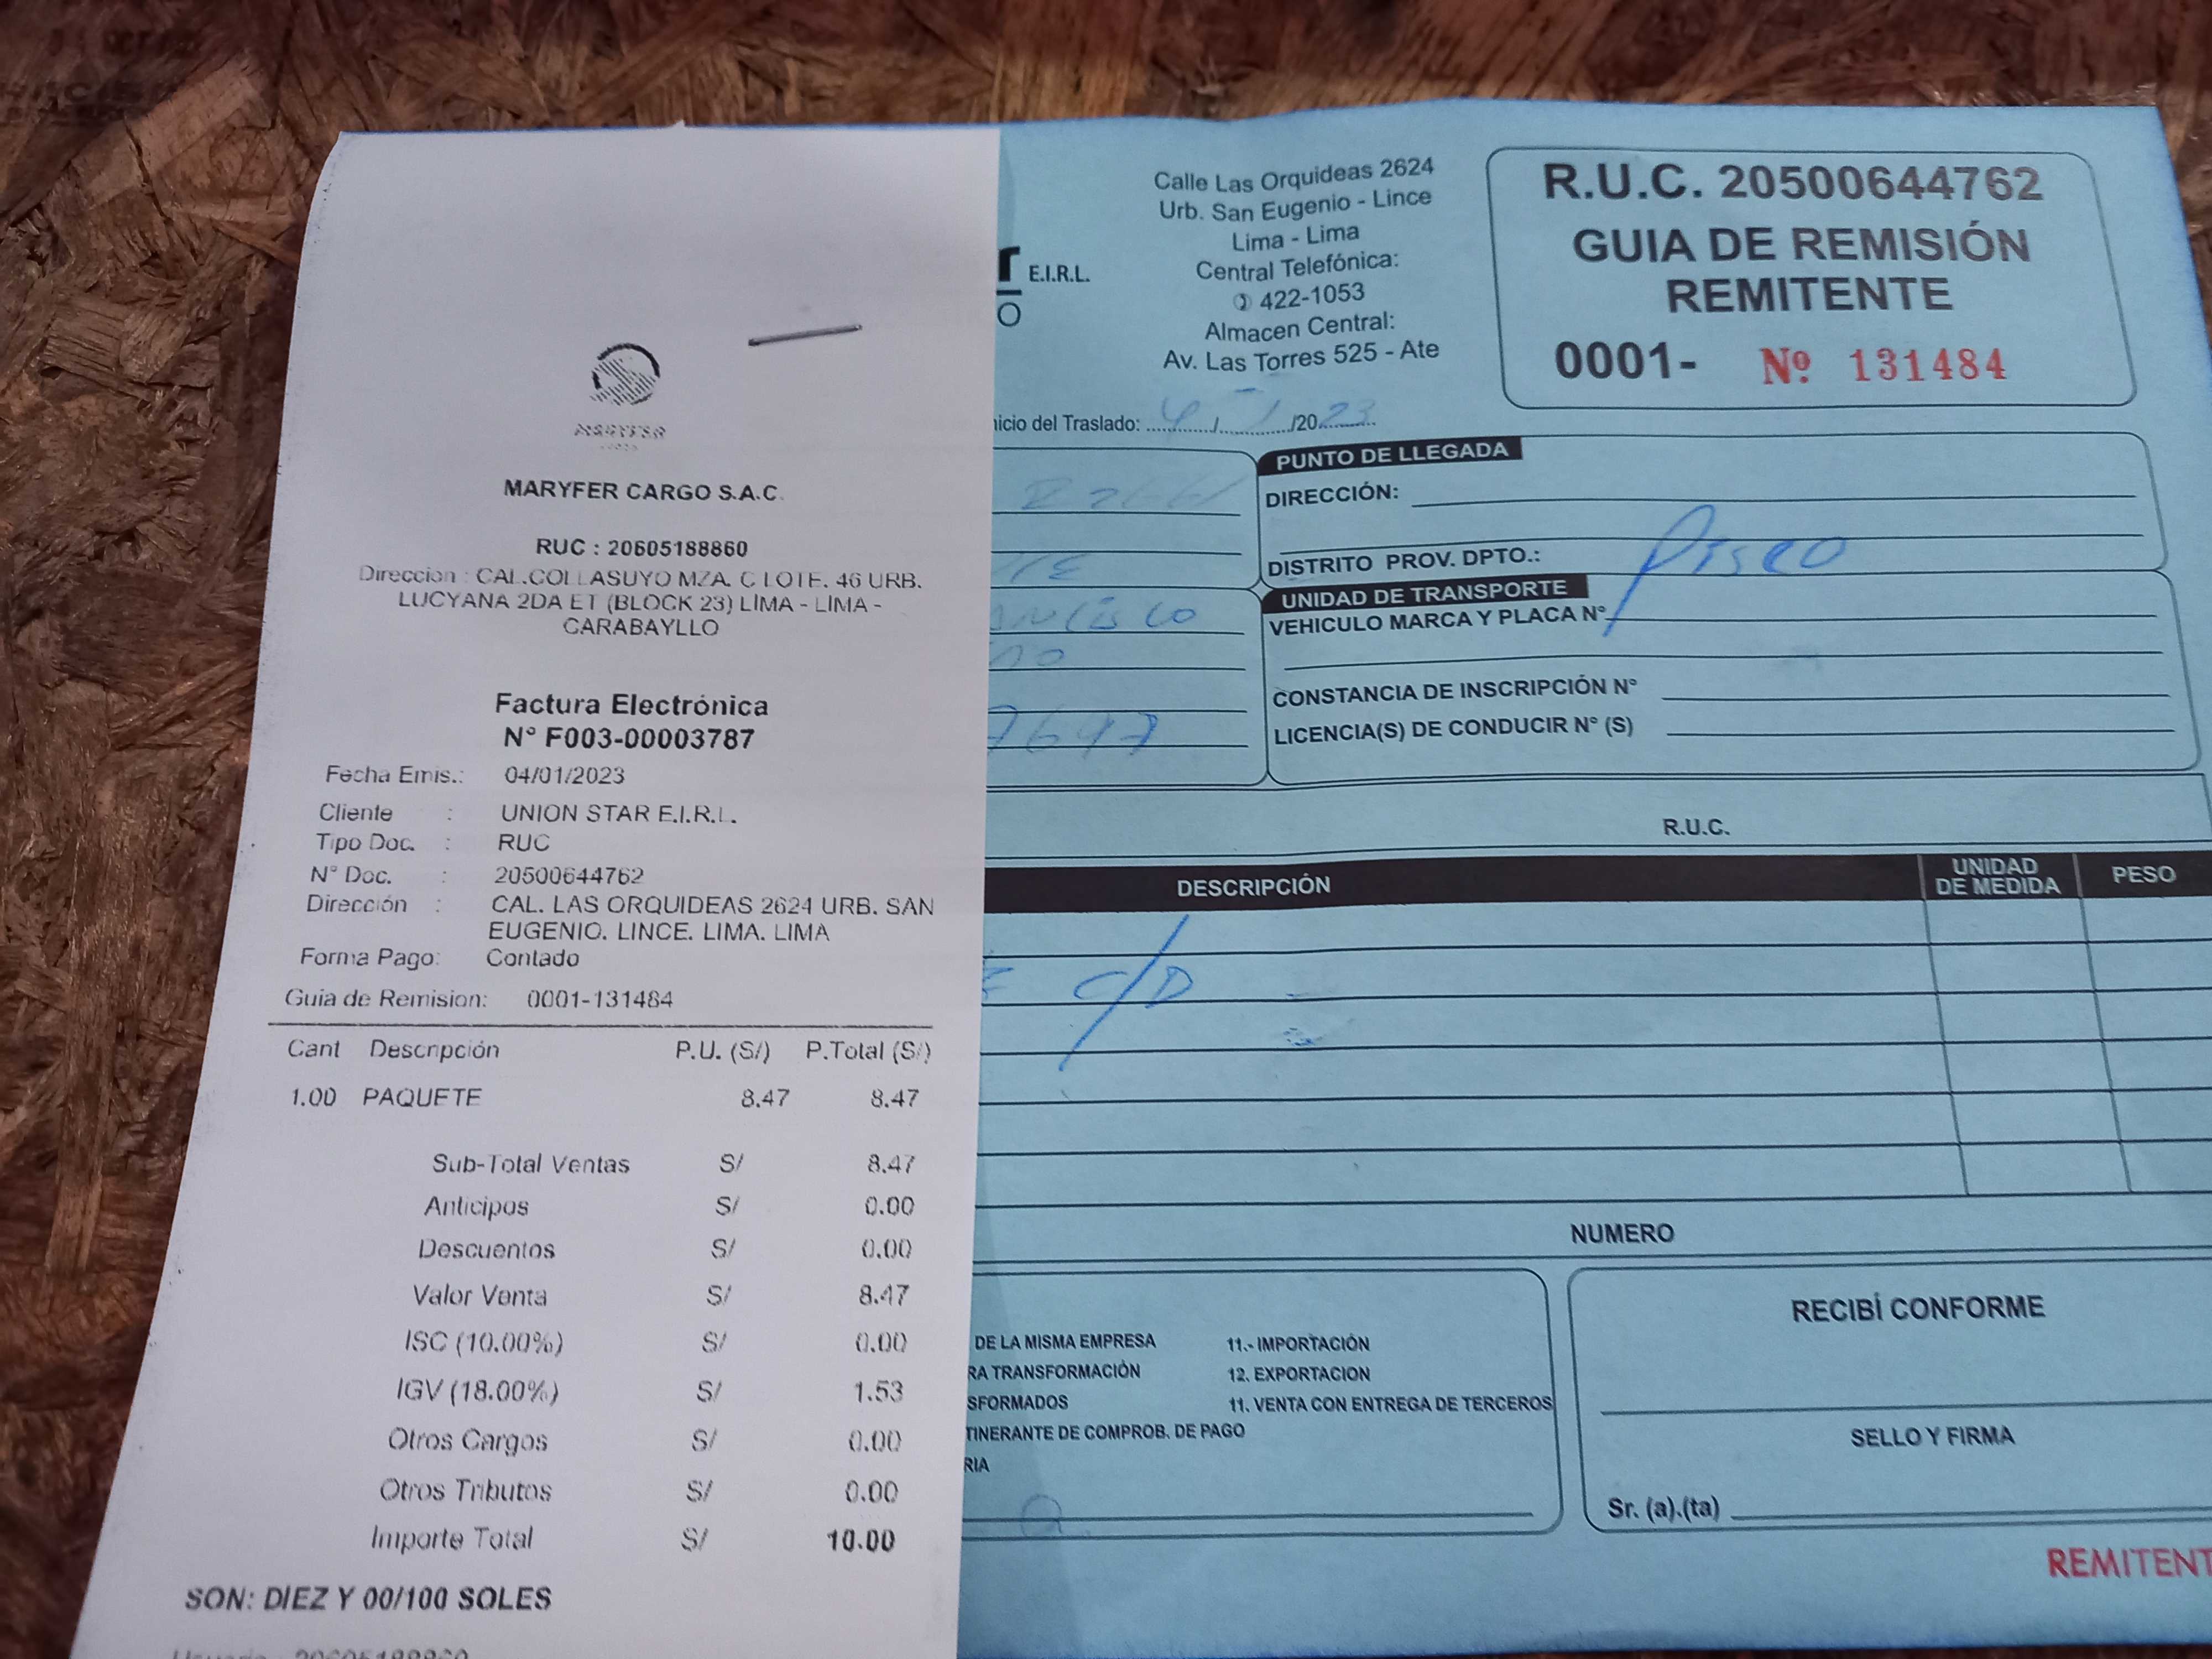 MARYFER
MARYFER CARGO S.A.C.
RUC : 20605188860
Direccion : CAL.COLLASUYO MZA. C LOTE. 46 URB.
LUCYANA 2DA ET (BLOCK 23) LIMA - LIMA -
CARABAYLLO
Factura Electrónica
N° F003-00003787
Fecha Emis.: 04/01/2023
Cliente : UNION STAR E.I.R.L.
Tipo Doc. : RUC
N° Doc. : 20500644762
Dirección : CAL. LAS ORQUIDEAS 2624 URB. SAN
EUGENIO. LINCE. LIMA. LIMA
Forma Pago: Contado
Guia de Remision: 0001-131484
Cant Descripción P.U. (S/) P.Total (S/)
1.00 PAQUETE 8.47 8.47
Sub-Total Ventas S/ 8.47
Anticipos S/ 0.00
Descuentos S/ 0.00
Valor Venta S/ 8.47
ISC (10.00%) S/ 0.00
IGV (18.00%) S/ 1.53
Otros Cargos S/ 0.00
Otros Tributos S/ 0.00
Importe Total S/ 10.00
SON: DIEZ Y 00/100 SOLES
r E.I.R.L.
O
Calle Las Orquideas 2624
Urb. San Eugenio - Lince
Lima - Lima
Central Telefónica:
422-1053
Almacen Central:
Av. Las Torres 525 - Ate
R.U.C. 20500644762
GUIA DE REMISIÓN
REMITENTE
0001- Nº 131484
nicio del Traslado: 4/1/2023
PUNTO DE LLEGADA
DIRECCIÓN:
DISTRITO PROV. DPTO.: Pisco
UNIDAD DE TRANSPORTE
VEHICULO MARCA Y PLACA N°
CONSTANCIA DE INSCRIPCIÓN N°
LICENCIA(S) DE CONDUCIR N° (S)
7697
R.U.C.
DESCRIPCIÓN UNIDAD DE MEDIDA PESO
E C/D
NUMERO
DE LA MISMA EMPRESA 11.- IMPORTACIÓN
RA TRANSFORMACIÓN 12. EXPORTACION
SFORMADOS 11. VENTA CON ENTREGA DE TERCEROS
TINERANTE DE COMPROB. DE PAGO
RIA
RECIBÍ CONFORME
SELLO Y FIRMA
Sr. (a).(ta)
REMITENT